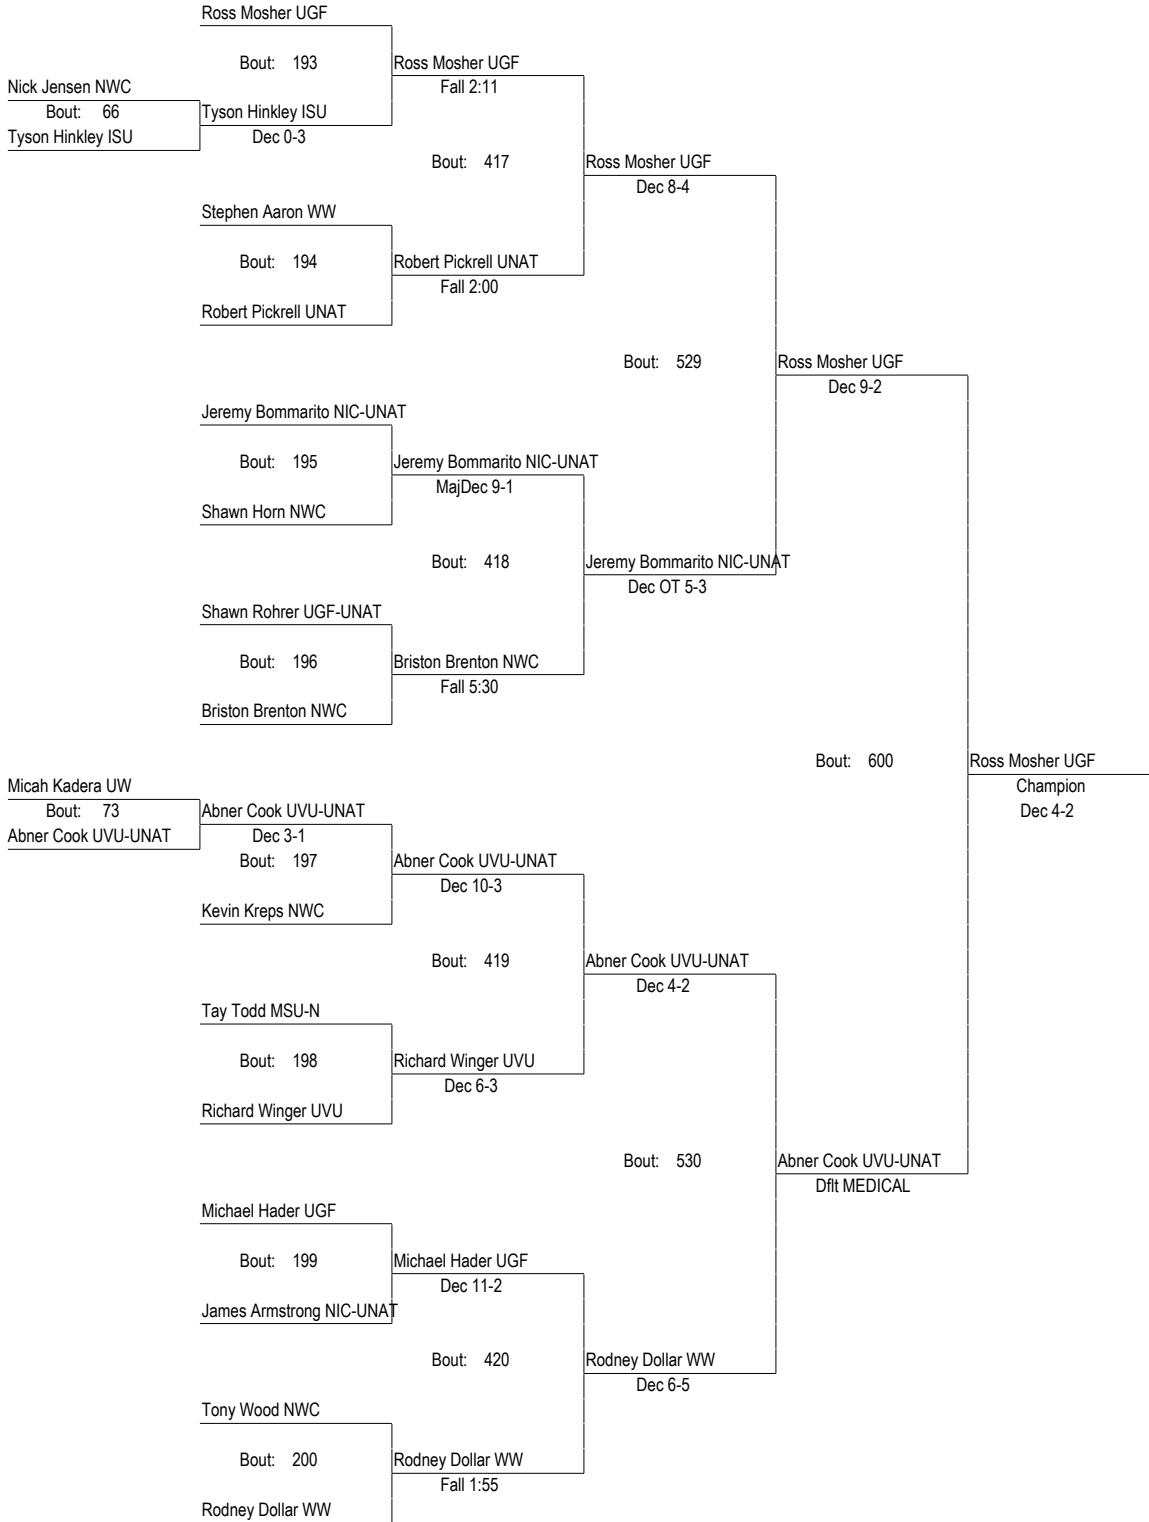 Ross Mosher UGF
Bout: 193 Ross Mosher UGF
Nick Jensen NWC Fall 2:11
Bout: 66 Tyson Hinkley ISU
Tyson Hinkley ISU Dec 0-3
Bout: 417 Ross Mosher UGF
Dec 8-4
Stephen Aaron WW
Bout: 194 Robert Pickrell UNAT
Fall 2:00
Robert Pickrell UNAT
Bout: 529 Ross Mosher UGF
Dec 9-2
Jeremy Bommarito NIC-UNAT
Bout: 195 Jeremy Bommarito NIC-UNAT
MajDec 9-1
Shawn Horn NWC
Bout: 418 Jeremy Bommarito NIC-UNAT
Dec OT 5-3
Shawn Rohrer UGF-UNAT
Bout: 196 Briston Brenton NWC
Fall 5:30
Briston Brenton NWC
Bout: 600 Ross Mosher UGF
Micah Kadera UW Champion
Bout: 73 Abner Cook UVU-UNAT Dec 4-2
Abner Cook UVU-UNAT Dec 3-1
Bout: 197 Abner Cook UVU-UNAT
Dec 10-3
Kevin Kreps NWC
Bout: 419 Abner Cook UVU-UNAT
Dec 4-2
Tay Todd MSU-N
Bout: 198 Richard Winger UVU
Dec 6-3
Richard Winger UVU
Bout: 530 Abner Cook UVU-UNAT
Dflt MEDICAL
Michael Hader UGF
Bout: 199 Michael Hader UGF
Dec 11-2
James Armstrong NIC-UNAT
Bout: 420 Rodney Dollar WW
Dec 6-5
Tony Wood NWC
Bout: 200 Rodney Dollar WW
Fall 1:55
Rodney Dollar WW